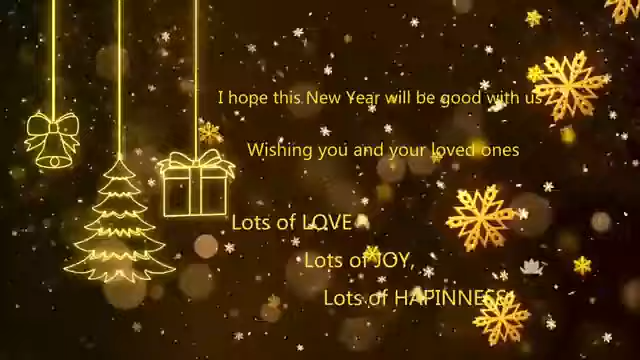 I hope this New Year will be good with us
Wishing you and your loved ones
Lots of LOVE
Lots of JOY,
Lots of HAPINNESS